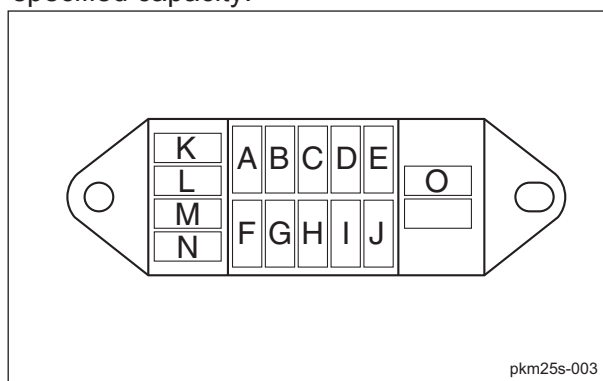 specified capacity.
K
L
M
N
A B C D E
F G H I J
O
pkm25s-003